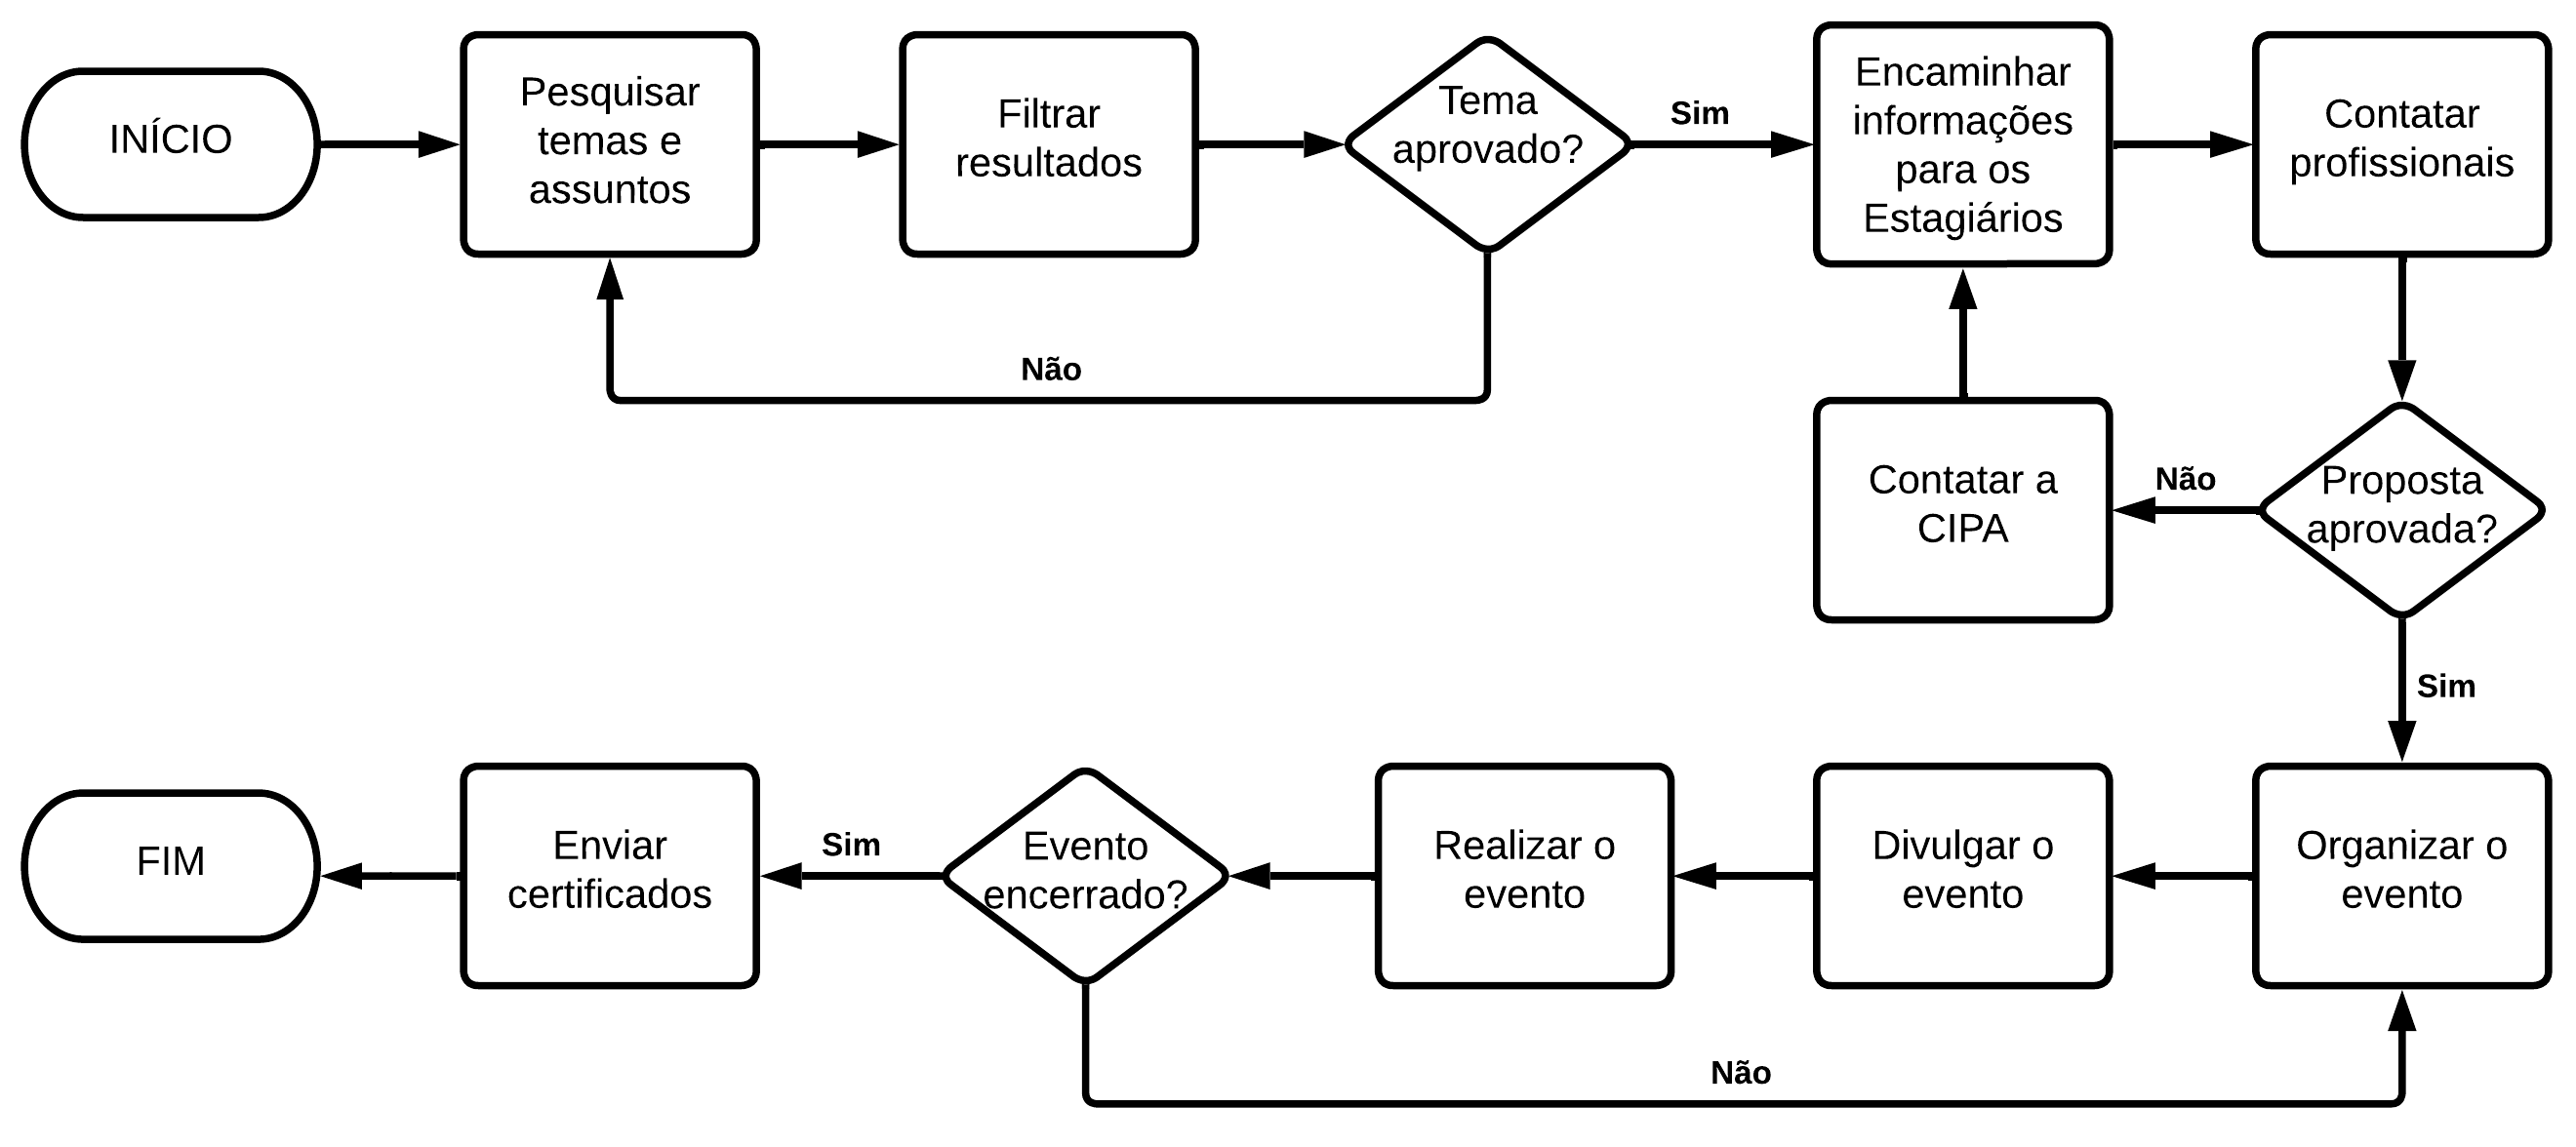 INÍCIO
Pesquisar
temas e
assuntos
Filtrar
resultados
Tema
aprovado?
Sim
Encaminhar
informações
para os
Estagiários
Contatar
profissionais
Não
Contatar a
CIPA
Não
Proposta
aprovada?
Sim
Organizar o
evento
Divulgar o
evento
Realizar o
evento
Evento
encerrado?
Sim
Enviar
certificados
FIM
Não